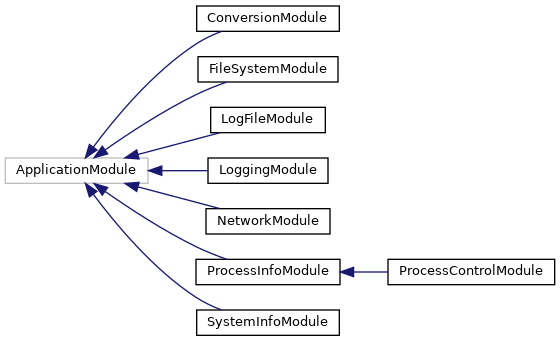 ConversionModule
FileSystemModule
LogFileModule
ApplicationModule
LoggingModule
NetworkModule
ProcessInfoModule
ProcessControlModule
SystemInfoModule